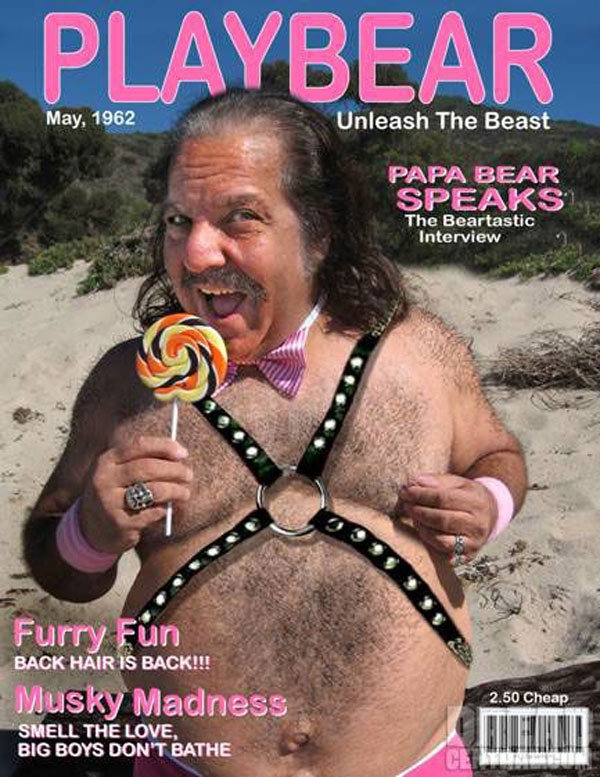 PLAYBEAR
May, 1962
Unleash The Beast
PAPA BEAR
SPEAKS
The Beartastic
Interview
Furry Fun
BACK HAIR IS BACK!!!
Musky Madness
SMELL THE LOVE,
BIG BOYS DON'T BATHE
2.50 Cheap